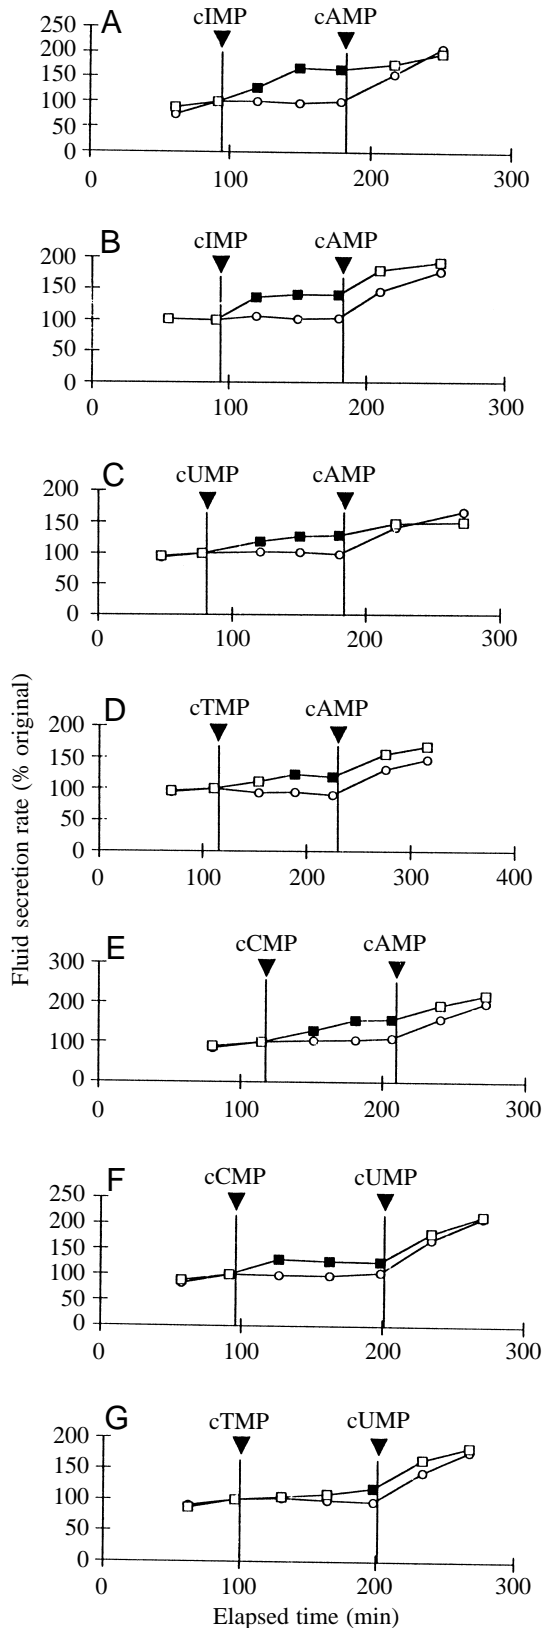 A
cIMP cAMP
250
200
150
100
50
0
0 100 200 300
B
cIMP cAMP
200
150
100
50
0
0 100 200 300
C
cUMP cAMP
200
150
100
50
0
0 100 200 300
D
cTMP cAMP
200
150
100
50
0
0 100 200 300 400
Fluid secretion rate (% original)
E
cCMP cAMP
300
200
100
0
0 100 200 300
F
cCMP cUMP
250
200
150
100
50
0
0 100 200 300
G
cTMP cUMP
200
150
100
50
0
0 100 200 300
Elapsed time (min)